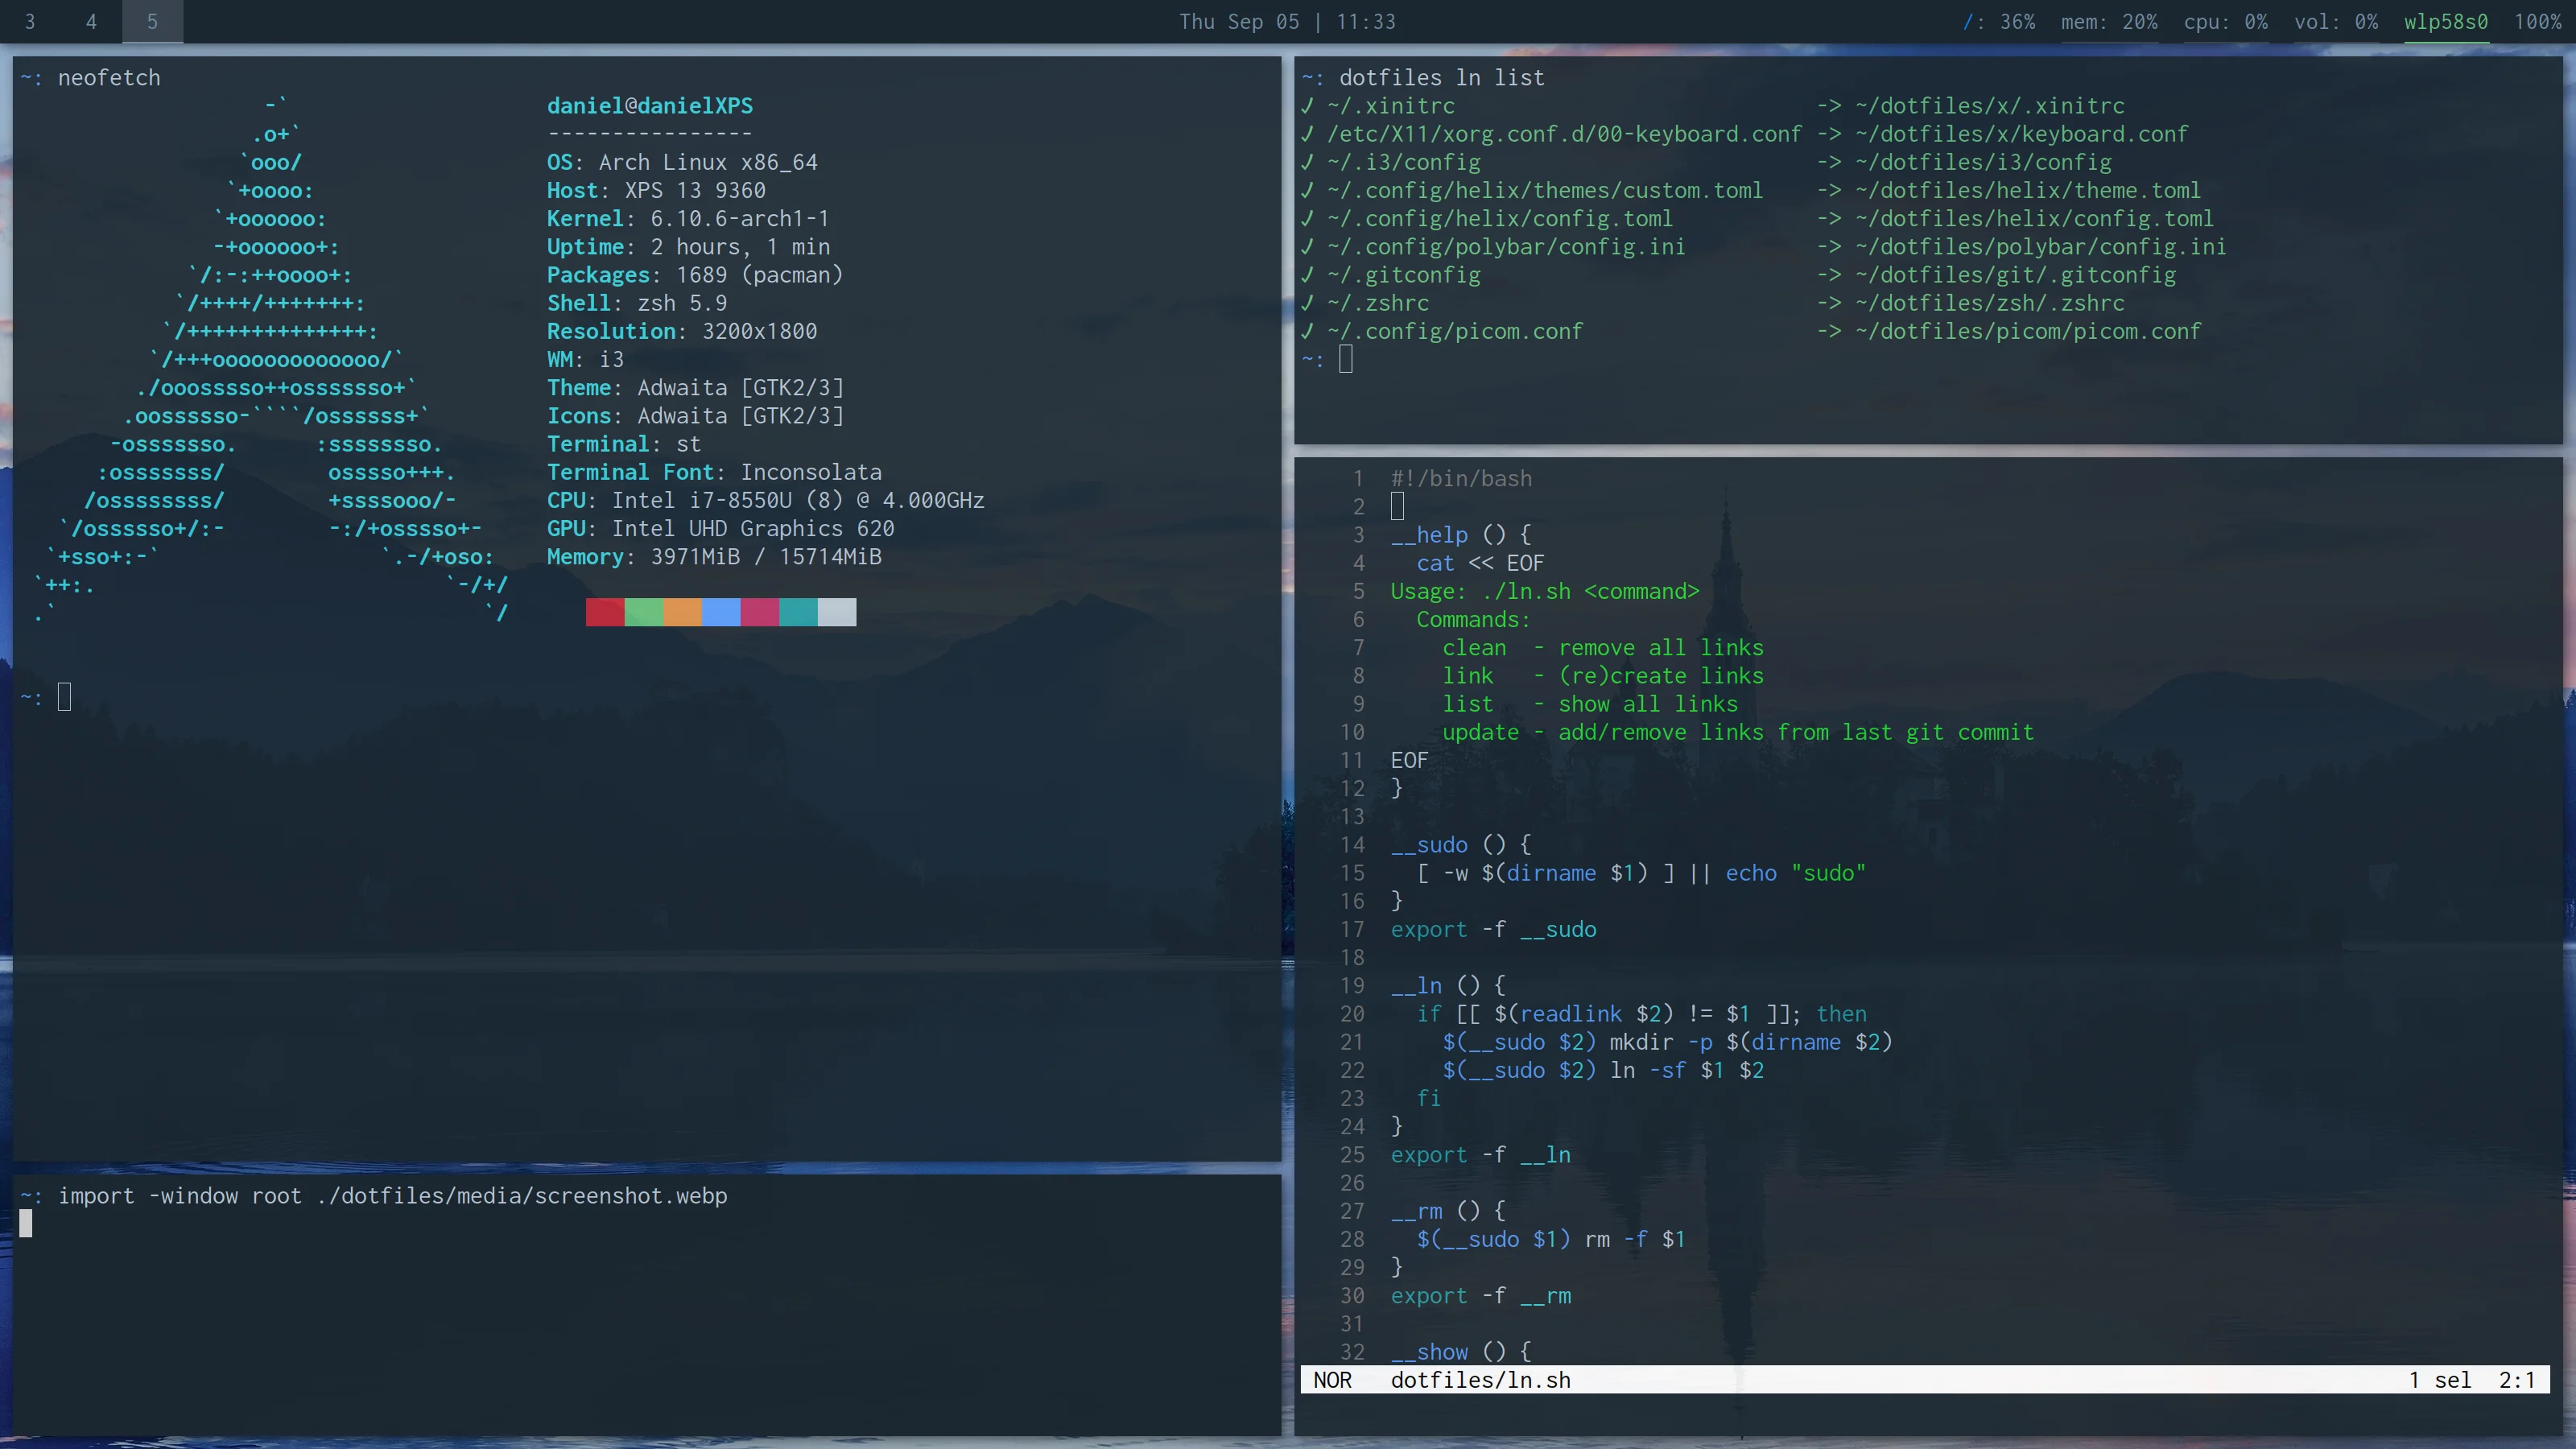 3 4 5 Thu Sep 05 | 11:33 /: 36% mem: 20% cpu: 0% vol: 0% wlp58s0 100%
~: neofetch
-`
.o+`
`ooo/
`+oooo:
`+oooooo:
-+oooooo+:
`/:-:++oooo+:
`/++++/+++++++:
`/++++++++++++++:
`/+++ooooooooooooo/`
./ooosssso++osssssso+`
.oossssso-````/ossssss+`
-osssssso. :ssssssso.
:osssssss/ osssso+++.
/ossssssss/ +ssssooo/-
`/ossssso+/:- -:/+osssso+-
`+sso+:-` `.-/+oso:
`++:. `-/+/
.` `/
daniel@danielXPS
----------------
OS: Arch Linux x86_64
Host: XPS 13 9360
Kernel: 6.10.6-arch1-1
Uptime: 2 hours, 1 min
Packages: 1689 (pacman)
Shell: zsh 5.9
Resolution: 3200x1800
WM: i3
Theme: Adwaita [GTK2/3]
Icons: Adwaita [GTK2/3]
Terminal: st
Terminal Font: Inconsolata
CPU: Intel i7-8550U (8) @ 4.000GHz
GPU: Intel UHD Graphics 620
Memory: 3971MiB / 15714MiB
~:
~: import -window root ./dotfiles/media/screenshot.webp
~: dotfiles ln list
✓ ~/.xinitrc -> ~/dotfiles/x/.xinitrc
✓ /etc/X11/xorg.conf.d/00-keyboard.conf -> ~/dotfiles/x/keyboard.conf
✓ ~/.i3/config -> ~/dotfiles/i3/config
✓ ~/.config/helix/themes/custom.toml -> ~/dotfiles/helix/theme.toml
✓ ~/.config/helix/config.toml -> ~/dotfiles/helix/config.toml
✓ ~/.config/polybar/config.ini -> ~/dotfiles/polybar/config.ini
✓ ~/.gitconfig -> ~/dotfiles/git/.gitconfig
✓ ~/.zshrc -> ~/dotfiles/zsh/.zshrc
✓ ~/.config/picom.conf -> ~/dotfiles/picom/picom.conf
~:
1 #!/bin/bash
2
3 __help () {
4   cat << EOF
5 Usage: ./ln.sh <command>
6   Commands:
7     clean  - remove all links
8     link   - (re)create links
9     list   - show all links
10     update - add/remove links from last git commit
11 EOF
12 }
13
14 __sudo () {
15   [ -w $(dirname $1) ] || echo "sudo"
16 }
17 export -f __sudo
18
19 __ln () {
20   if [[ $(readlink $2) != $1 ]]; then
21     $(__sudo $2) mkdir -p $(dirname $2)
22     $(__sudo $2) ln -sf $1 $2
23   fi
24 }
25 export -f __ln
26
27 __rm () {
28   $(__sudo $1) rm -f $1
29 }
30 export -f __rm
31
32 __show () {
NOR dotfiles/ln.sh 1 sel 2:1